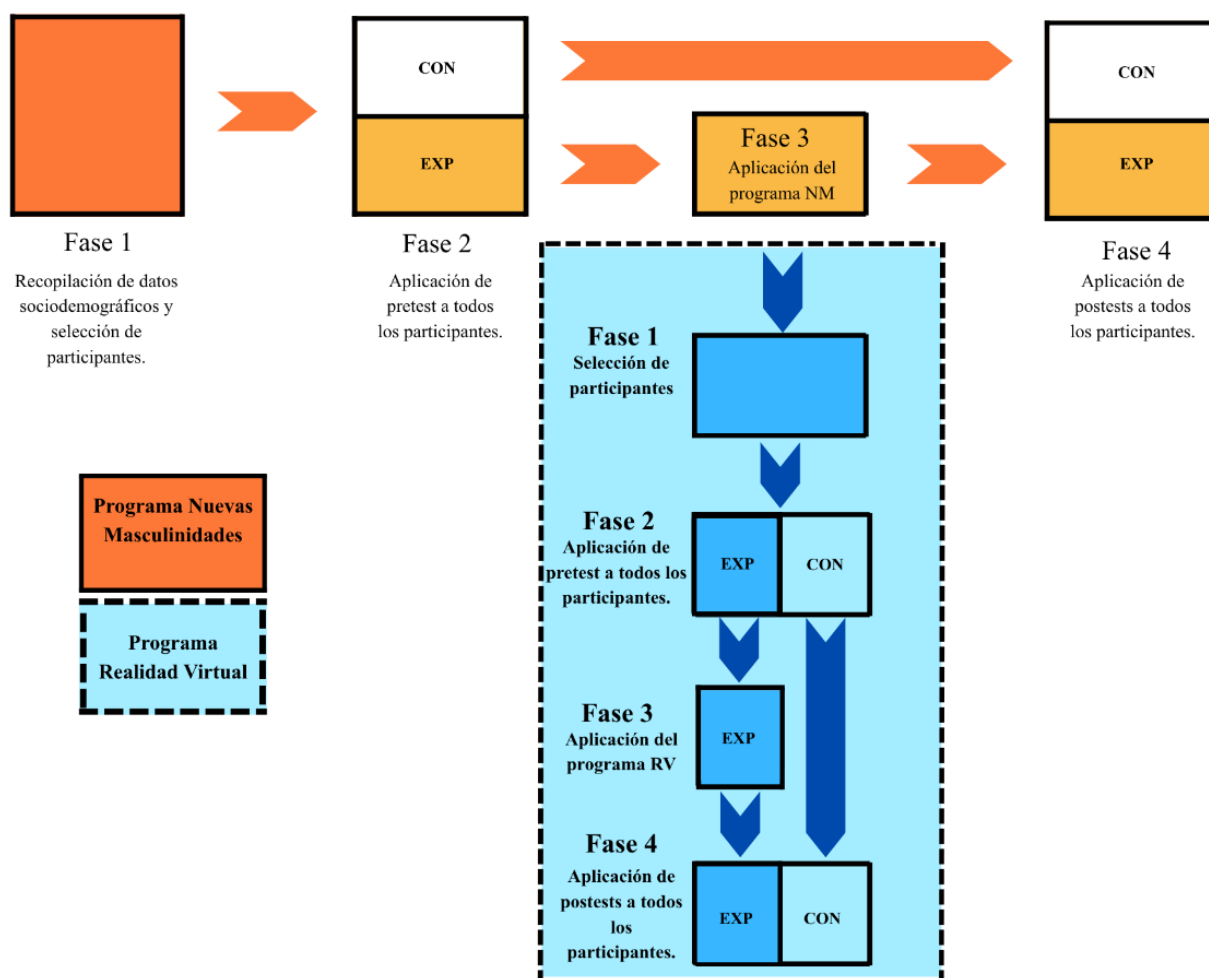 CON
EXP
Fase 3
Aplicación del
programa NM
CON
EXP
Fase 1
Recopilación de datos
sociodemográficos y
selección de
participantes.
Fase 2
Aplicación de
pretest a todos
los participantes.
Fase 4
Aplicación de
postests a todos
los participantes.
Fase 1
Selección de
participantes
Programa Nuevas
Masculinidades
Programa
Realidad Virtual
Fase 2
Aplicación de
pretest a todos los
participantes.
EXP
CON
Fase 3
Aplicación del
programa RV
EXP
Fase 4
Aplicación de
postests a todos
los
participantes.
EXP
CON